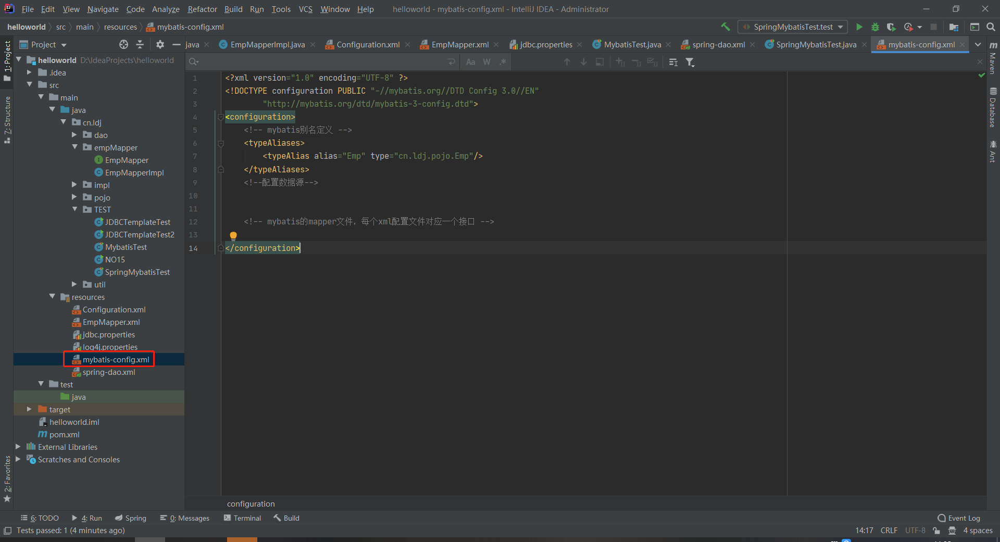 File Edit View Navigate Code Analyze Refactor Build Run Tools VCS Window Help helloworld - mybatis-config.xml - IntelliJ IDEA - Administrator
helloworld src main resources mybatis-config.xml SpringMybatisTest.test
Project java EmpMapperImpl.java Configuration.xml EmpMapper.xml jdbc.properties MybatisTest.java spring-dao.xml SpringMybatisTest.java mybatis-config.xml
Aa W .*
1: Project
7: Structure
2: Favorites
helloworld D:\IdeaProjects\helloworld
.idea
src
main
java
cn.ldj
dao
empMapper
EmpMapper
EmpMapperImpl
impl
pojo
TEST
JDBCTemplateTest
JDBCTemplateTest2
MybatisTest
NO15
SpringMybatisTest
util
resources
Configuration.xml
EmpMapper.xml
jdbc.properties
log4j.properties
mybatis-config.xml
spring-dao.xml
test
java
target
helloworld.iml
pom.xml
External Libraries
Scratches and Consoles
1 <?xml version="1.0" encoding="UTF-8" ?>
2 <!DOCTYPE configuration PUBLIC "-//mybatis.org//DTD Config 3.0//EN"
3 "http://mybatis.org/dtd/mybatis-3-config.dtd">
4 <configuration>
5 <!-- mybatis别名定义 -->
6 <typeAliases>
7 <typeAlias alias="Emp" type="cn.ldj.pojo.Emp"/>
8 </typeAliases>
9 <!--配置数据源-->
10
11
12 <!-- mybatis的mapper文件，每个xml配置文件对应一个接口 -->
13
14 </configuration>
Maven
Database
Ant
configuration
6: TODO 4: Run Spring 0: Messages Terminal Build Event Log
Tests passed: 1 (4 minutes ago) 14:17 CRLF UTF-8 4 spaces